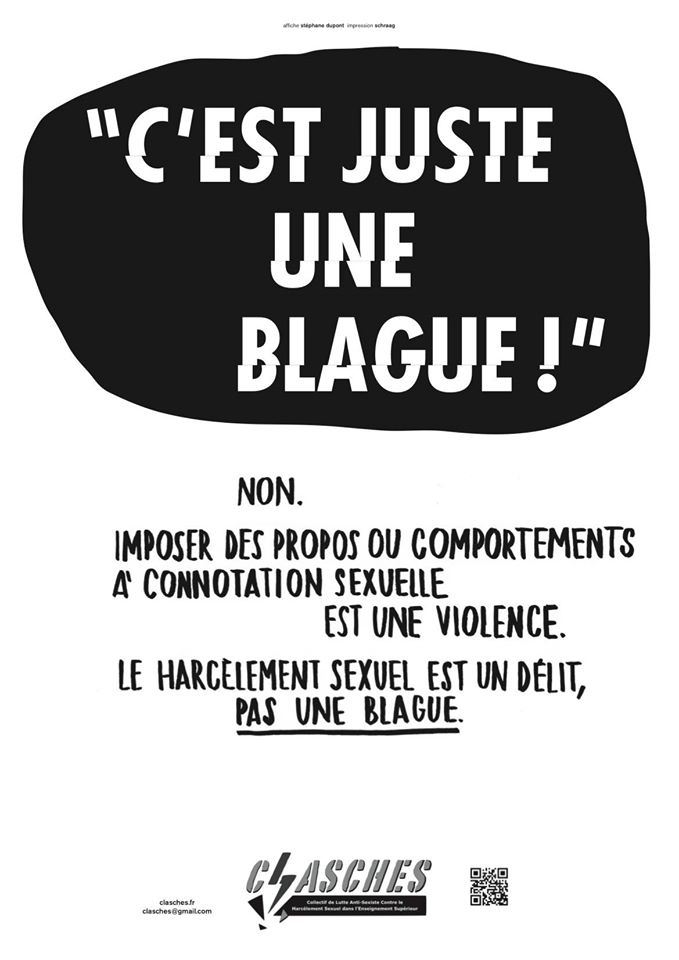 affiche stéphane dupont impression schraag
"C'EST JUSTE
UNE
BLAGUE !"
NON.
IMPOSER DES PROPOS OU COMPORTEMENTS
À CONNOTATION SEXUELLE
EST UNE VIOLENCE.
LE HARCÈLEMENT SEXUEL EST UN DÉLIT,
PAS UNE BLAGUE.
clasches.fr
clasches@gmail.com
CLASCHES
Collectif de Lutte Anti-Sexiste Contre le
Harcèlement Sexuel dans l'Enseignement Supérieur